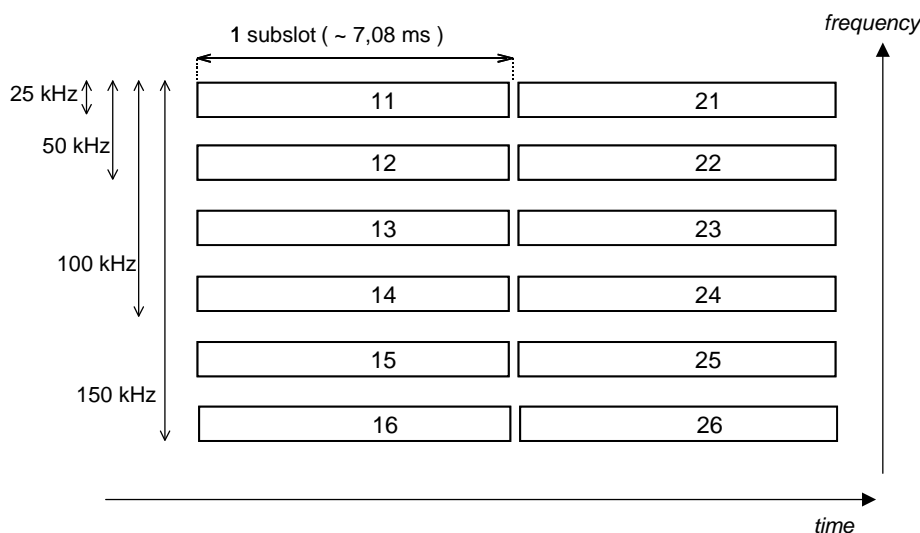 frequency
1 subslot ( ~ 7,08 ms )
25 kHz
11 21
50 kHz
12 22
13 23
100 kHz
14 24
15 25
150 kHz
16 26
time